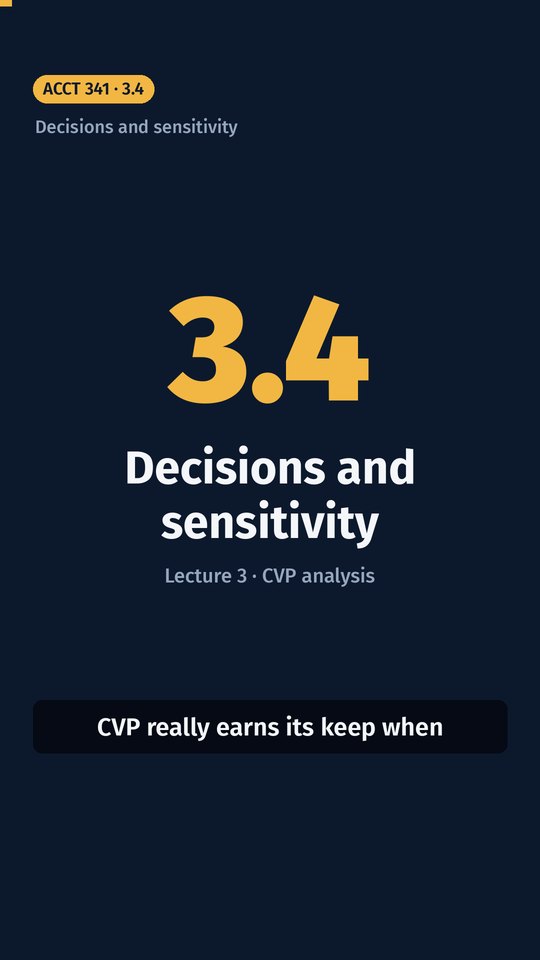 ACCT 341 · 3.4
Decisions and sensitivity
3.4
Decisions and
sensitivity
Lecture 3 · CVP analysis
CVP really earns its keep when